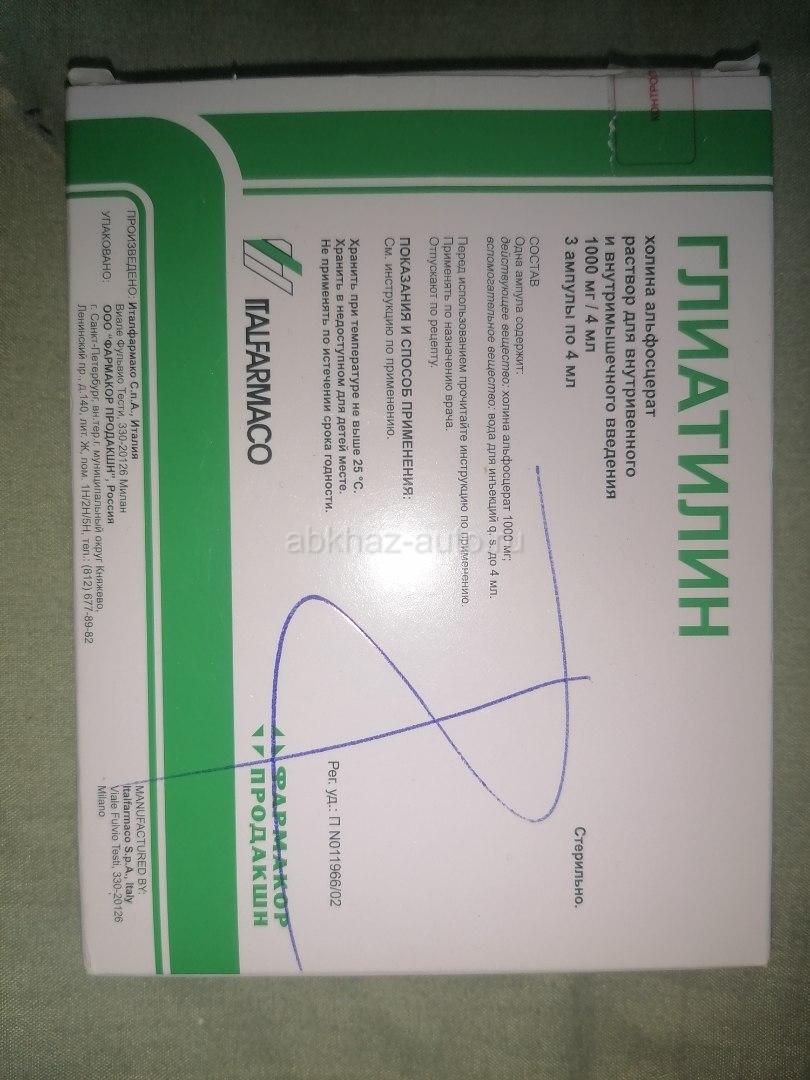 КОНТРОЛ
ГЛИАТИЛИН
холина альфосцерат
раствор для внутривенного
и внутримышечного введения
1000 мг / 4 мл
3 ампулы по 4 мл
Стерильно.
СОСТАВ
Одна ампула содержит:
действующее вещество: холина альфосцерат 1000 мг;
вспомогательное вещество: вода для инъекций q. s. до 4 мл.
Перед использованием прочитайте инструкцию по применению.
Применять по назначению врача.
Отпускают по рецепту.
ПОКАЗАНИЯ И СПОСОБ ПРИМЕНЕНИЯ:
См. инструкцию по применению.
Хранить при температуре не выше 25 °С.
Хранить в недоступном для детей месте.
Не применять по истечении срока годности.
Рег. уд.: П N011966/02
ITALFARMACO
ФАРМАКОР
ПРОДАКШН
ПРОИЗВЕДЕНО: Италфармако С.п.А., Италия
Виале Фульвио Тести, 330-20126 Милан
УПАКОВАНО: ООО "ФАРМАКОР ПРОДАКШН", Россия
г. Санкт-Петербург, вн.тер.г. муниципальный округ Княжево,
Ленинский пр., д.140, лит. Ж, пом. 1Н/2Н/5Н, тел.: (812) 677-89-82
MANUFACTURED BY:
Italfarmaco S.p.A, Italy
Viale Fulvio Testi, 330-20126
Milano
abkhaz-auto.ru